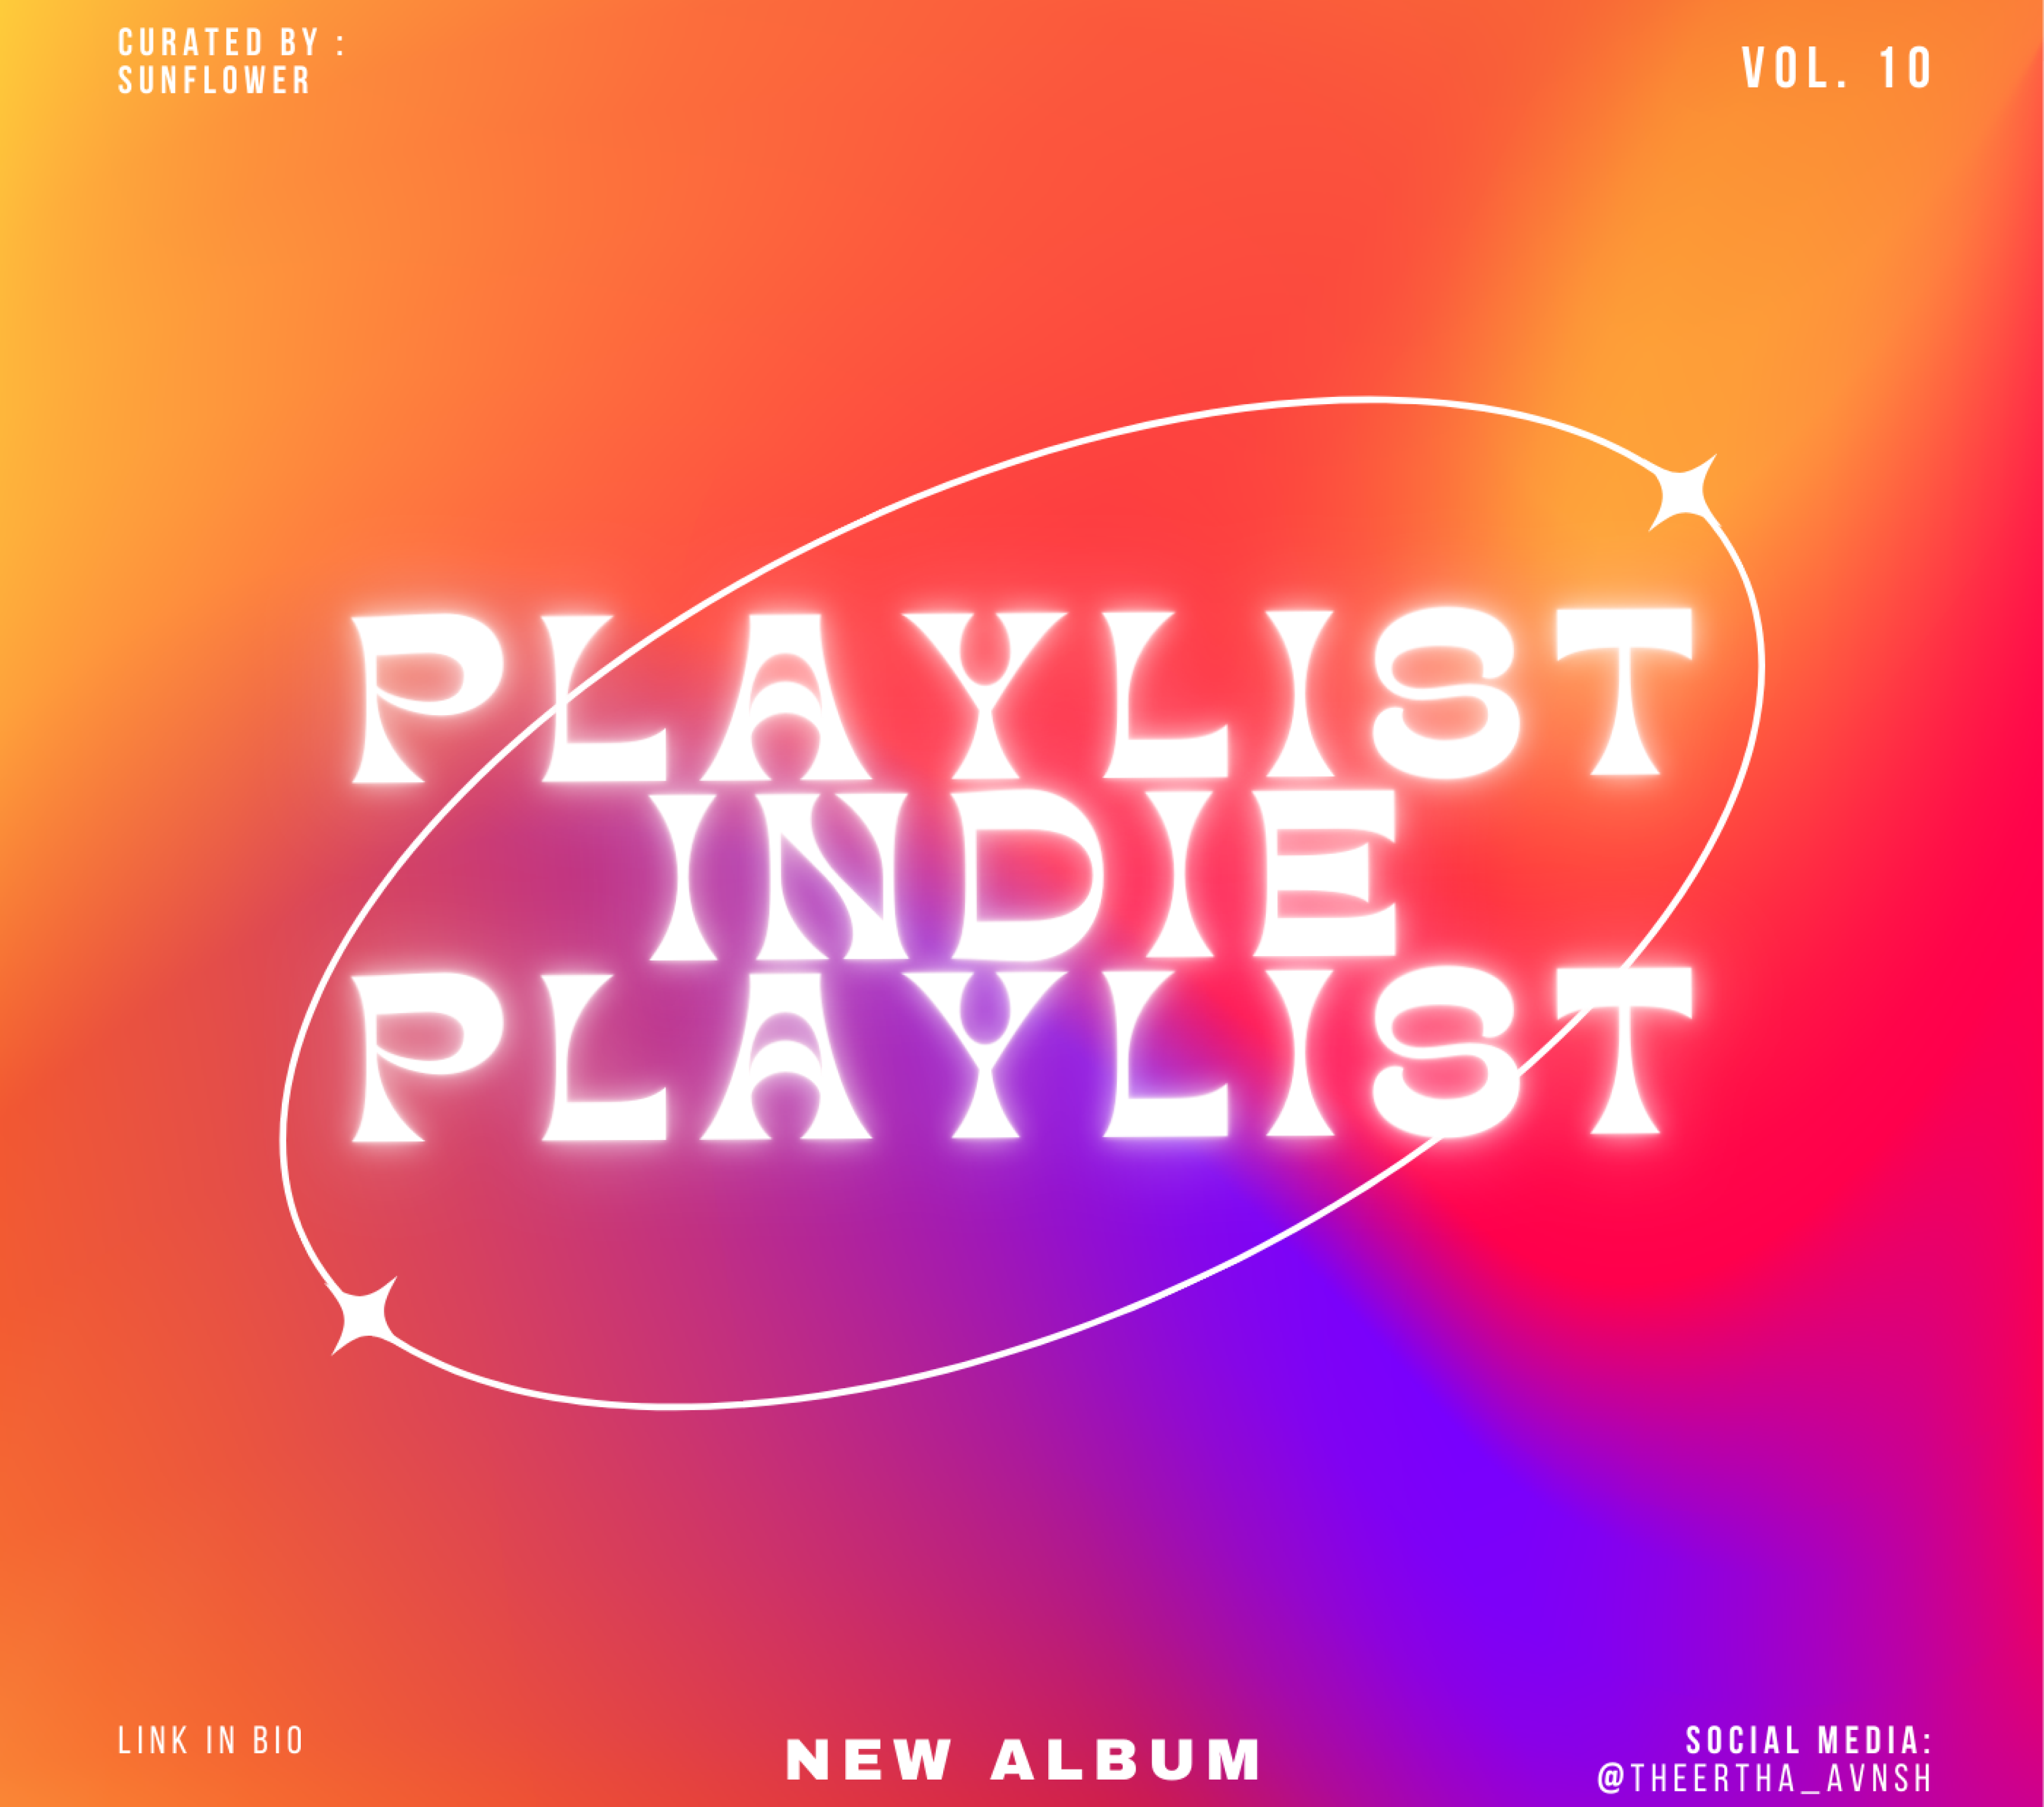 CURATED BY :
SUNFLOWER
VOL. 10
PLAYLIST
INDIE
PLAYLIST
LINK IN BIO
NEW ALBUM
SOCIAL MEDIA:
@THEERTHA_AVNSH